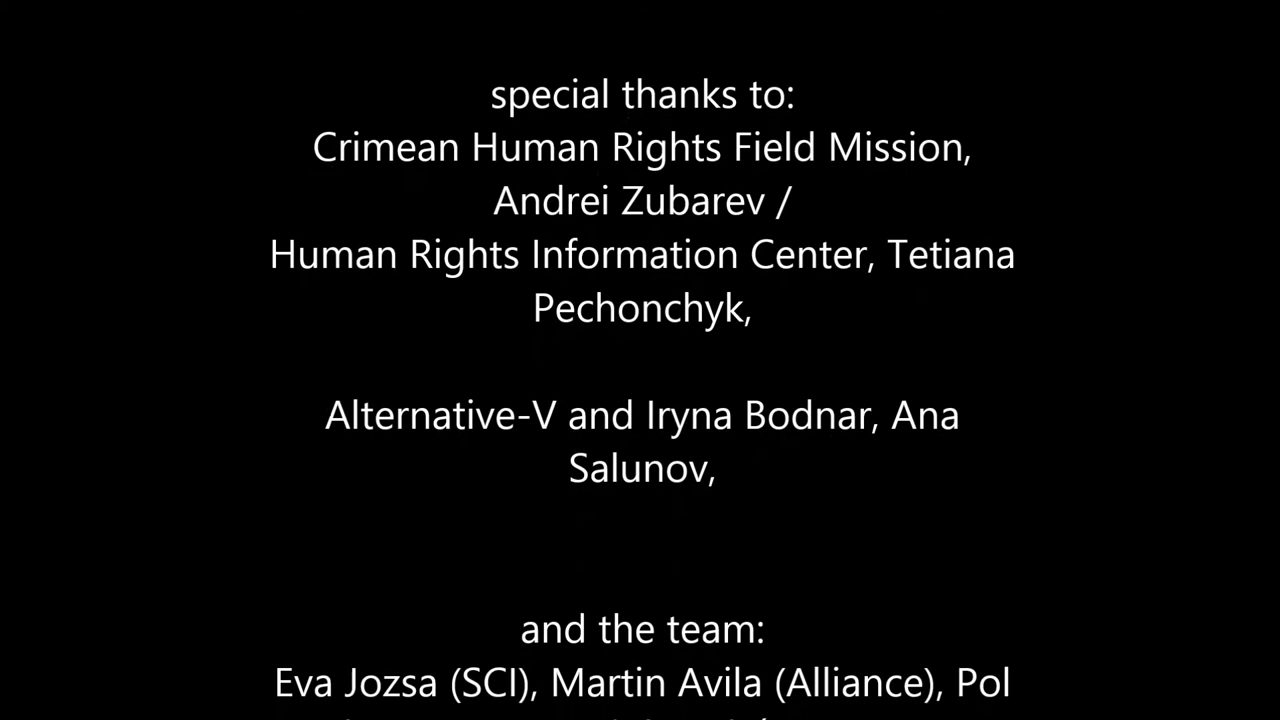 special thanks to:
Crimean Human Rights Field Mission,
Andrei Zubarev /
Human Rights Information Center, Tetiana
Pechonchyk,
Alternative-V and Iryna Bodnar, Ana
Salunov,
and the team:
Eva Jozsa (SCI), Martin Avila (Alliance), Pol